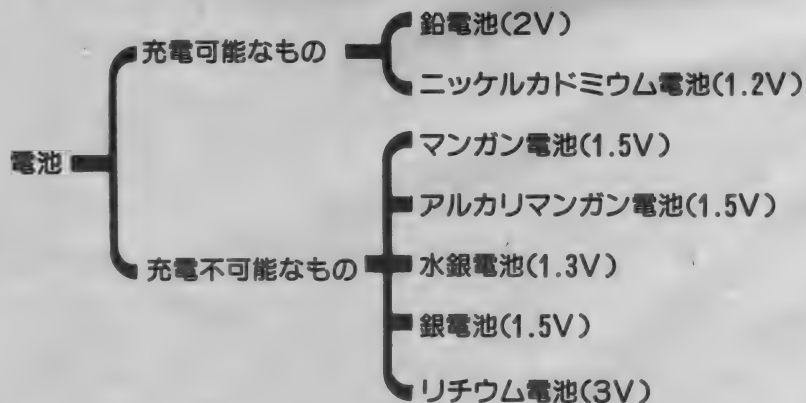 電池
充電可能なもの
鉛電池(2V)
ニッケルカドミウム電池(1.2V)
充電不可能なもの
マンガン電池(1.5V)
アルカリマンガン電池(1.5V)
水銀電池(1.3V)
銀電池(1.5V)
リチウム電池(3V)